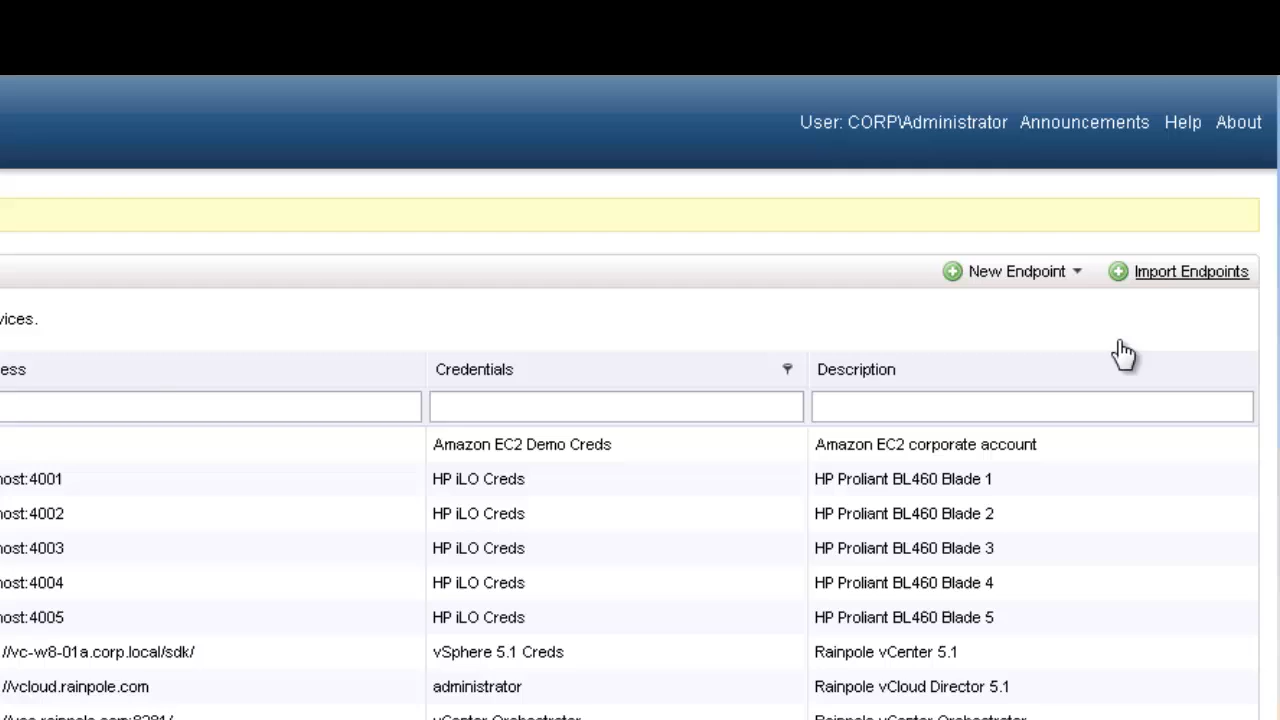 User: CORP\Administrator Announcements Help About
New Endpoint Import Endpoints
vices.
ess Credentials Description
Amazon EC2 Demo Creds Amazon EC2 corporate account
ost:4001 HP iLO Creds HP Proliant BL460 Blade 1
ost:4002 HP iLO Creds HP Proliant BL460 Blade 2
ost:4003 HP iLO Creds HP Proliant BL460 Blade 3
ost:4004 HP iLO Creds HP Proliant BL460 Blade 4
ost:4005 HP iLO Creds HP Proliant BL460 Blade 5
//vc-w8-01a.corp.local/sdk/ vSphere 5.1 Creds Rainpole vCenter 5.1
//vcloud.rainpole.com administrator Rainpole vCloud Director 5.1
vCenter Orchestrator Rainpole vCenter Orchestrator